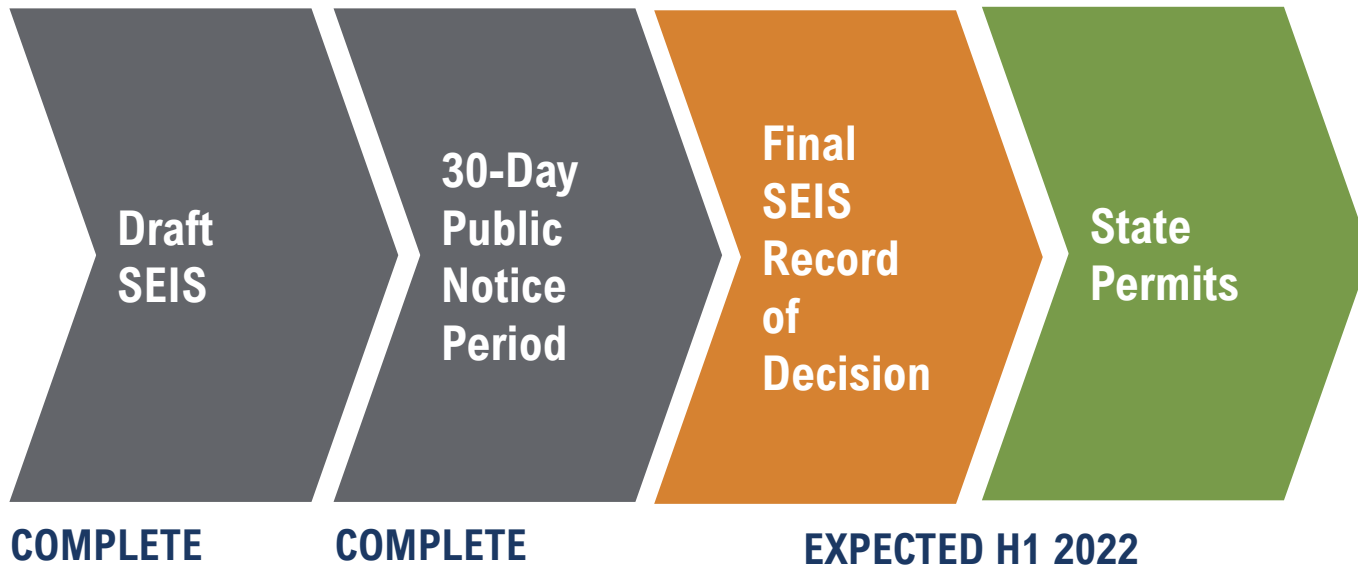 Draft
SEIS
30-Day
Public
Notice
Period
Final
SEIS
Record
of
Decision
State
Permits
COMPLETE
COMPLETE
EXPECTED H1 2022